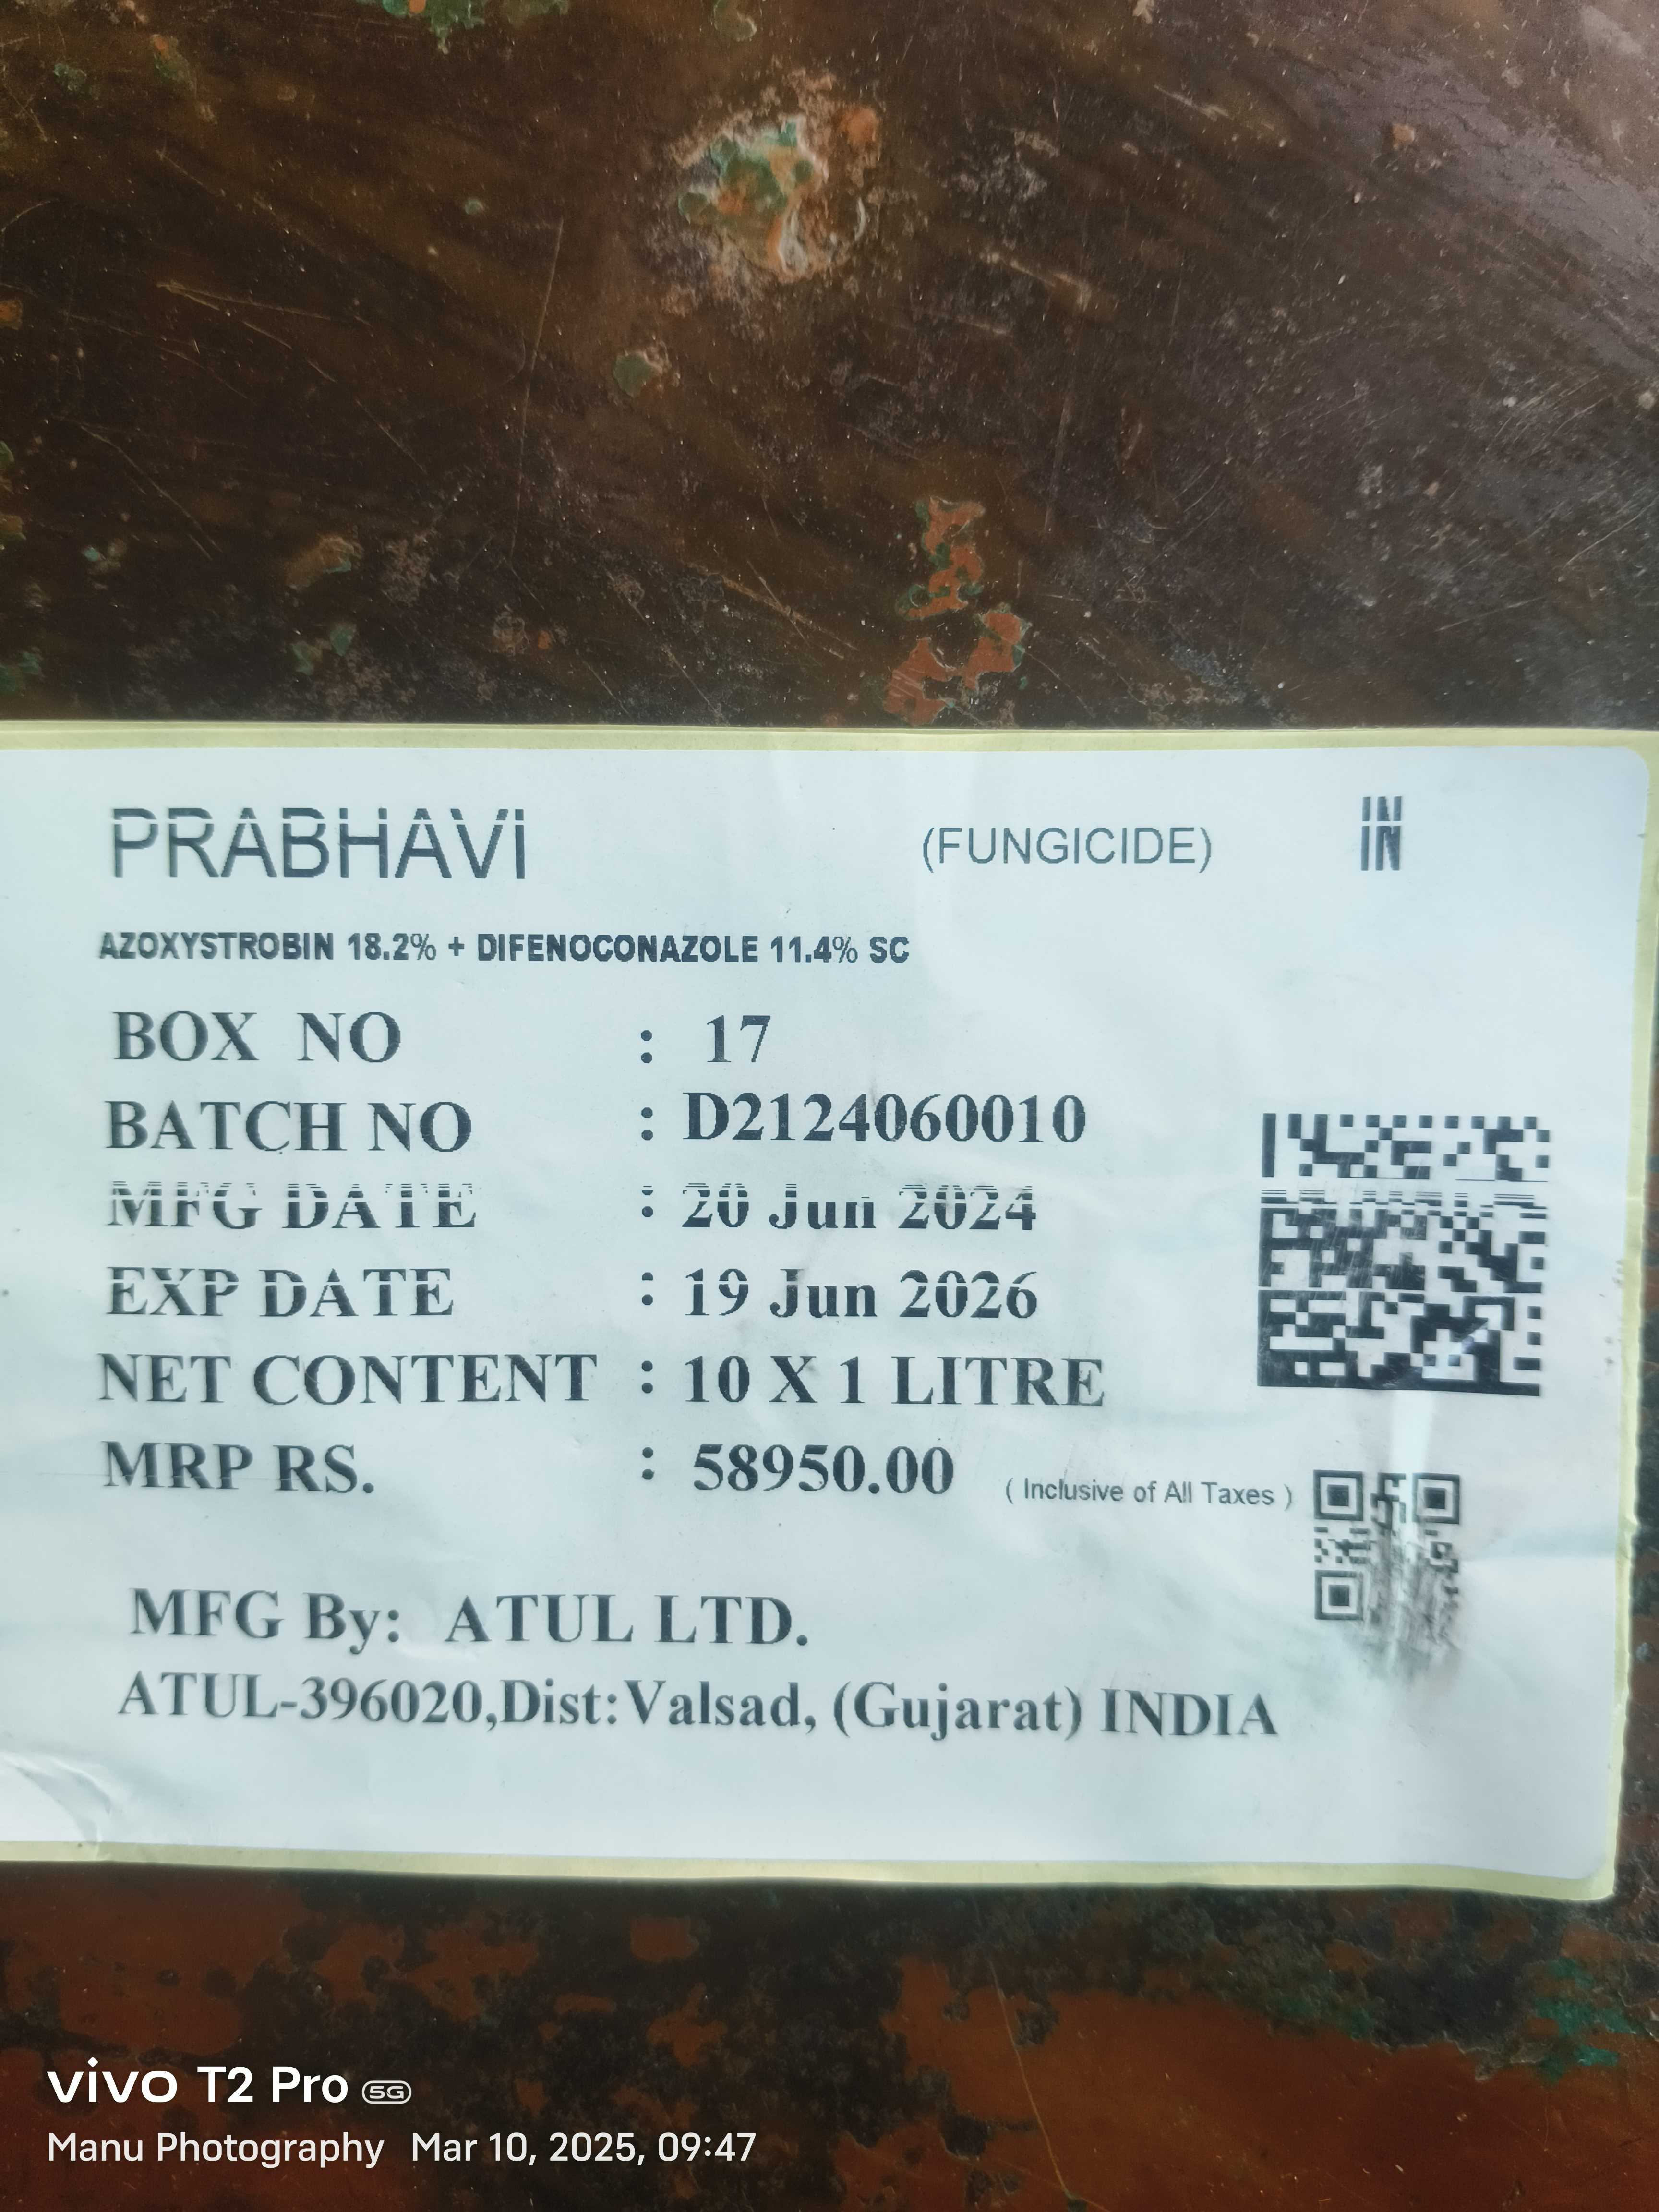 PRABHAVI (FUNGICIDE) IN
AZOXYSTROBIN 18.2% + DIFENOCONAZOLE 11.4% SC
BOX NO : 17
BATCH NO : D2124060010
MFG DATE : 20 Jun 2024
EXP DATE : 19 Jun 2026
NET CONTENT : 10 X 1 LITRE
MRP RS. : 58950.00 ( Inclusive of All Taxes )
MFG By: ATUL LTD.
ATUL-396020,Dist:Valsad, (Gujarat) INDIA
vivo T2 Pro 5G
Manu Photography Mar 10, 2025, 09:47